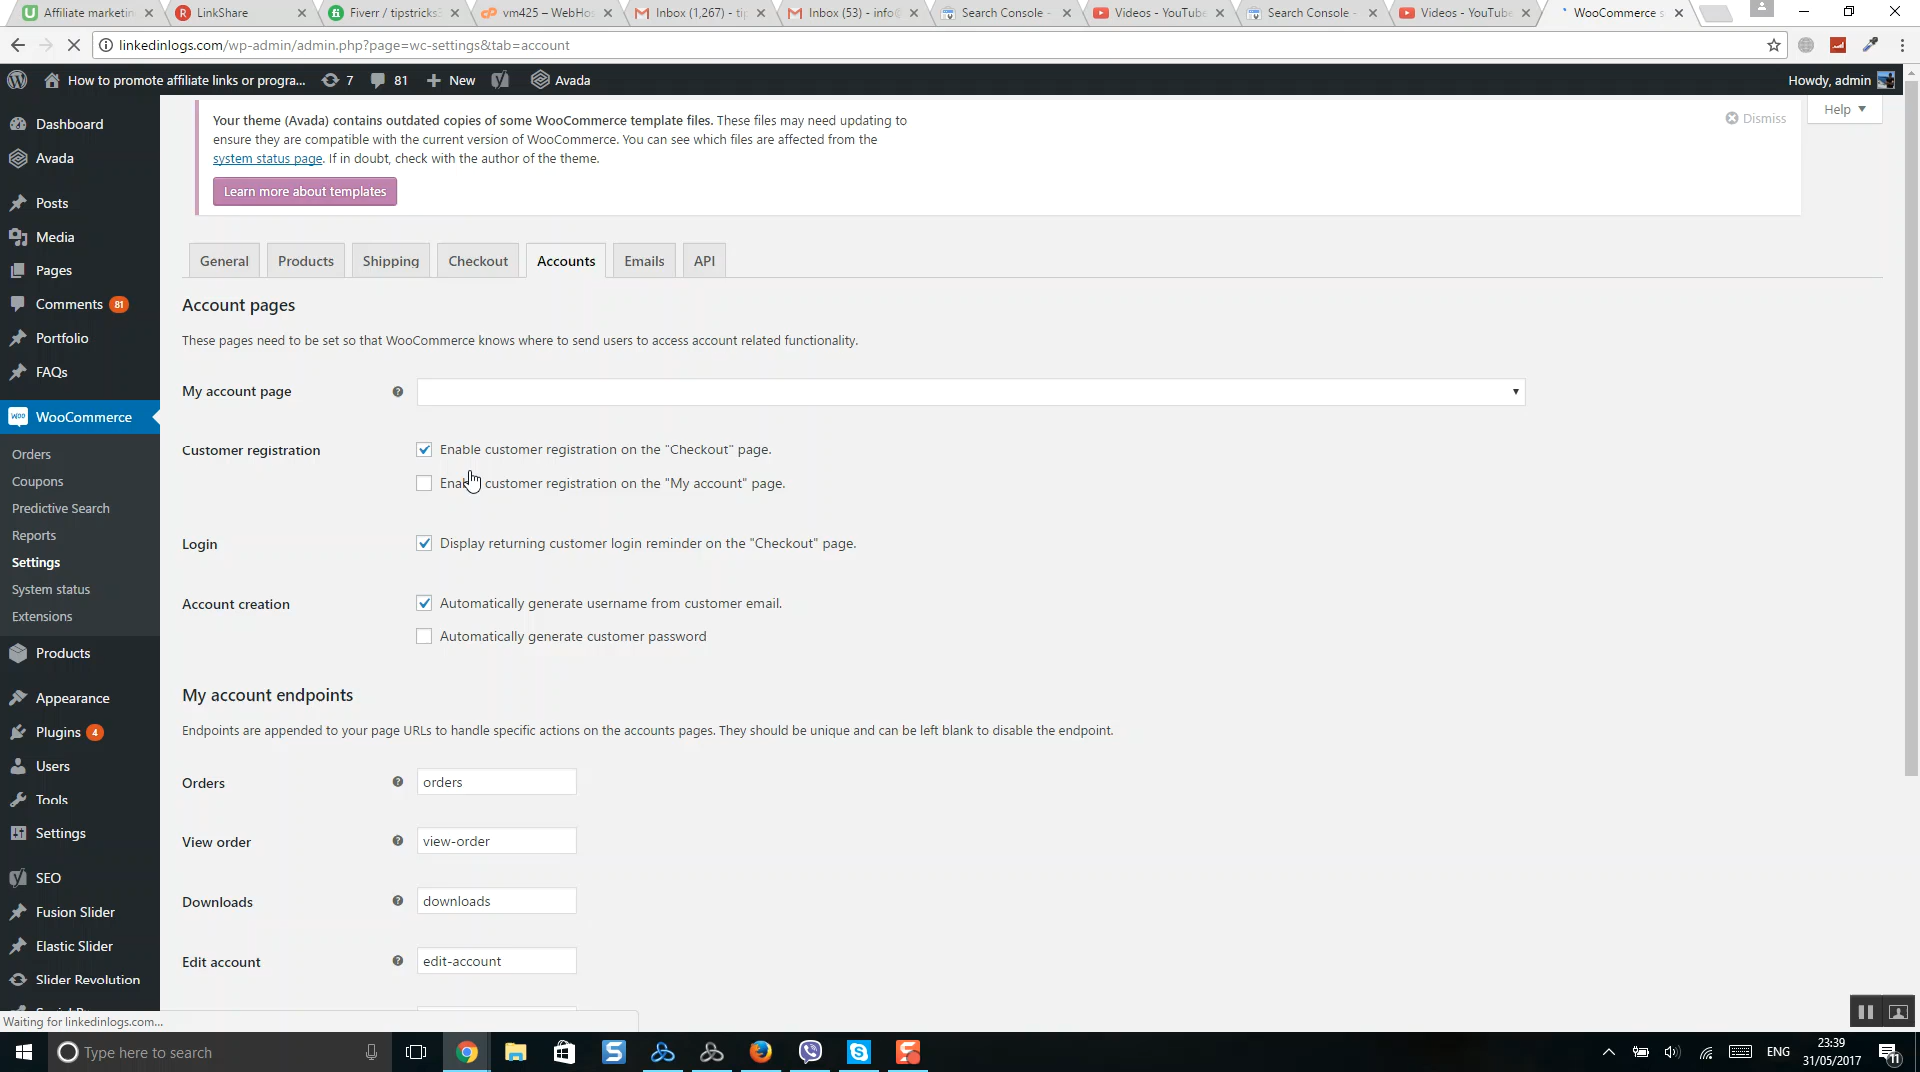 Affiliate marketin
LinkShare
Fiverr / tipstricks
vm425 – WebHos
Inbox (1,267) - ti
Inbox (53) - info@
Search Console -
Videos - YouTube
Search Console -
Videos - YouTube
WooCommerce s
linkedinlogs.com/wp-admin/admin.php?page=wc-settings&tab=account
How to promote affiliate links or progra...
7
81
New
Avada
Howdy, admin
Dashboard
Avada
Posts
Media
Pages
Comments 81
Portfolio
FAQs
WooCommerce
Orders
Coupons
Predictive Search
Reports
Settings
System status
Extensions
Products
Appearance
Plugins 4
Users
Tools
Settings
SEO
Fusion Slider
Elastic Slider
Slider Revolution
Your theme (Avada) contains outdated copies of some WooCommerce template files. These files may need updating to
ensure they are compatible with the current version of WooCommerce. You can see which files are affected from the
system status page. If in doubt, check with the author of the theme.
Learn more about templates
Dismiss
Help
General
Products
Shipping
Checkout
Accounts
Emails
API
Account pages
These pages need to be set so that WooCommerce knows where to send users to access account related functionality.
My account page
Customer registration
Enable customer registration on the "Checkout" page.
Enable customer registration on the "My account" page.
Login
Display returning customer login reminder on the "Checkout" page.
Account creation
Automatically generate username from customer email.
Automatically generate customer password
My account endpoints
Endpoints are appended to your page URLs to handle specific actions on the accounts pages. They should be unique and can be left blank to disable the endpoint.
Orders
orders
View order
view-order
Downloads
downloads
Edit account
edit-account
Waiting for linkedinlogs.com...
Type here to search
ENG
23:39
31/05/2017
11